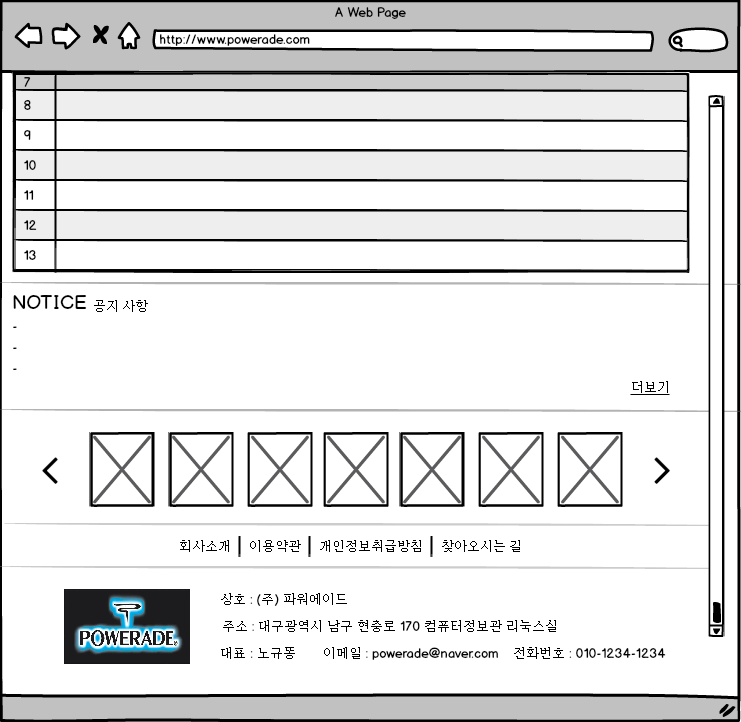 A Web Page
http://www.powerade.com
7
8
9
10
11
12
13
NOTICE 공지 사항
-
-
-
더보기
회사소개 | 이용약관 | 개인정보취급방침 | 찾아오시는 길
POWERADE
상호 : (주) 파워에이드
주소 : 대구광역시 남구 현충로 170 컴퓨터정보관 리눅스실
대표 : 노규똥 이메일 : powerade@naver.com 전화번호 : 010-1234-1234